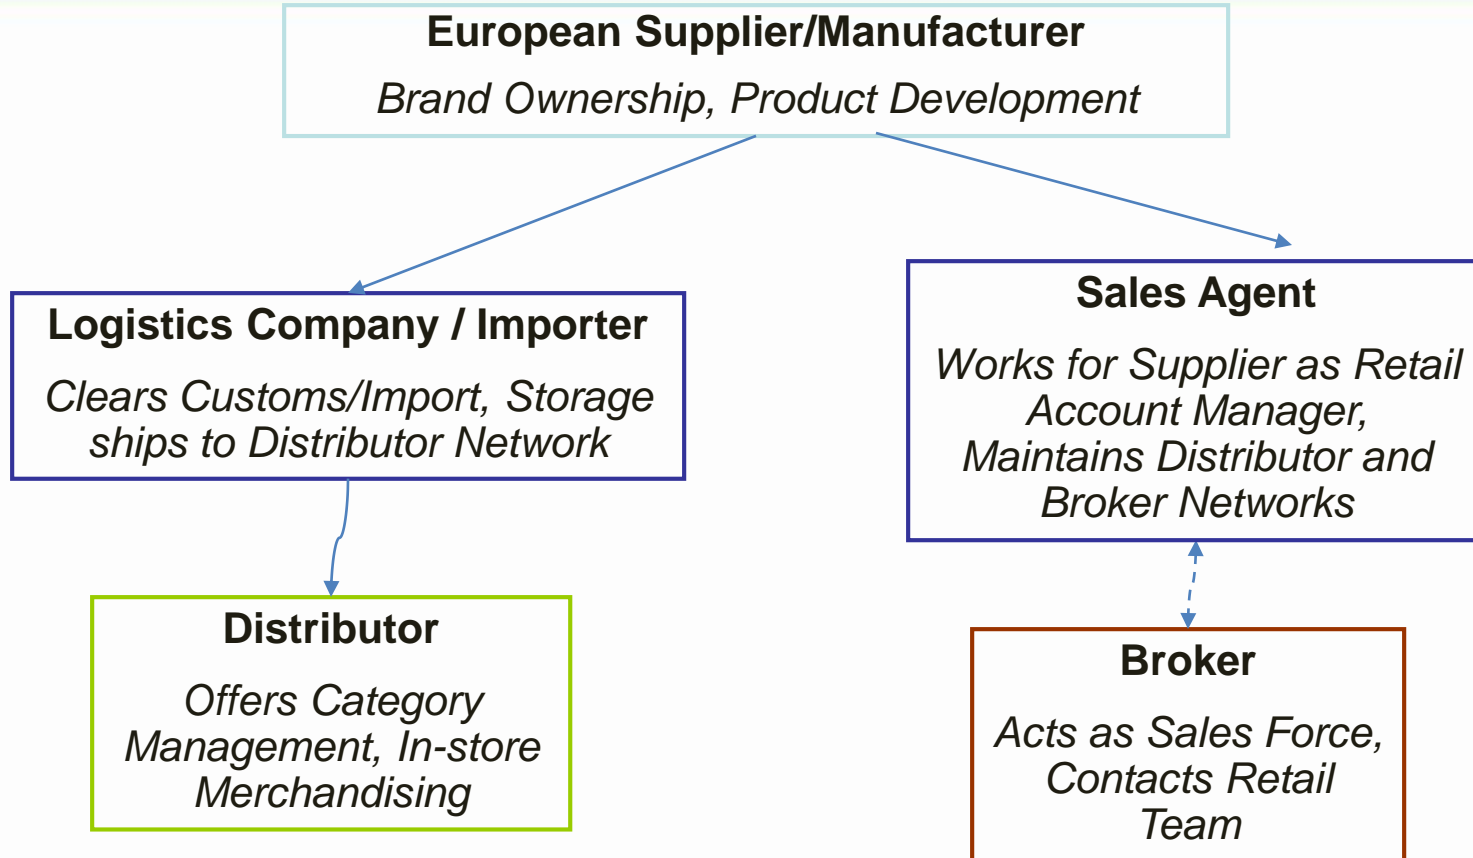 European Supplier/Manufacturer
Brand Ownership, Product Development
Logistics Company / Importer
Clears Customs/Import, Storage
ships to Distributor Network
Sales Agent
Works for Supplier as Retail
Account Manager,
Maintains Distributor and
Broker Networks
Distributor
Offers Category
Management, In-store
Merchandising
Broker
Acts as Sales Force,
Contacts Retail
Team